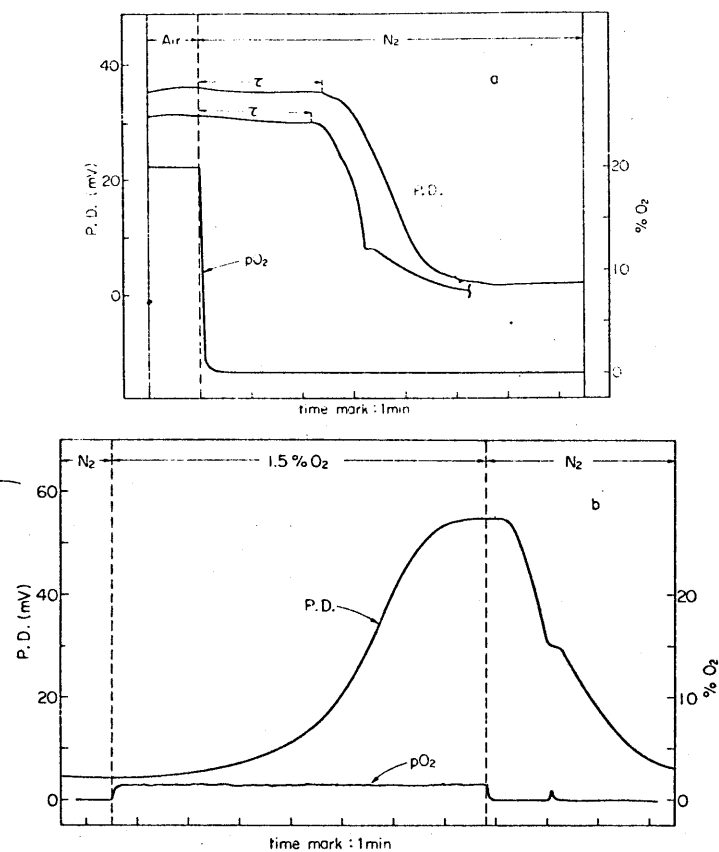 Air N2
a
τ
τ
40
20
0
P.D. (mV)
P.D.
pO2
20
10
0
% O2
time mark : 1min
N2 1.5 % O2 N2
b
60
40
20
0
P.D. (mV)
P.D.
pO2
20
10
0
% O2
time mark : 1min